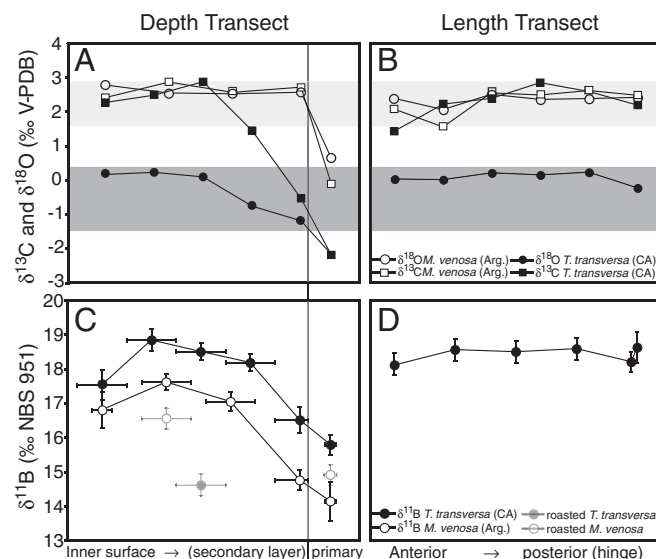 Depth Transect
Length Transect
A
B
4
3
2
1
0
-1
-2
-3
δ13C and δ18O (‰ V-PDB)
δ18O M. venosa (Arg.)
δ18O T. transversa (CA)
δ13C M. venosa (Arg.)
δ13C T. transversa (CA)
C
D
20
19
18
17
16
15
14
13
δ11B (‰ NBS 951)
δ11B T. transversa (CA)
roasted T. transversa
δ11B M. venosa (Arg.)
roasted M. venosa
Inner surface → (secondary layer) primary
Anterior → posterior (hinge)